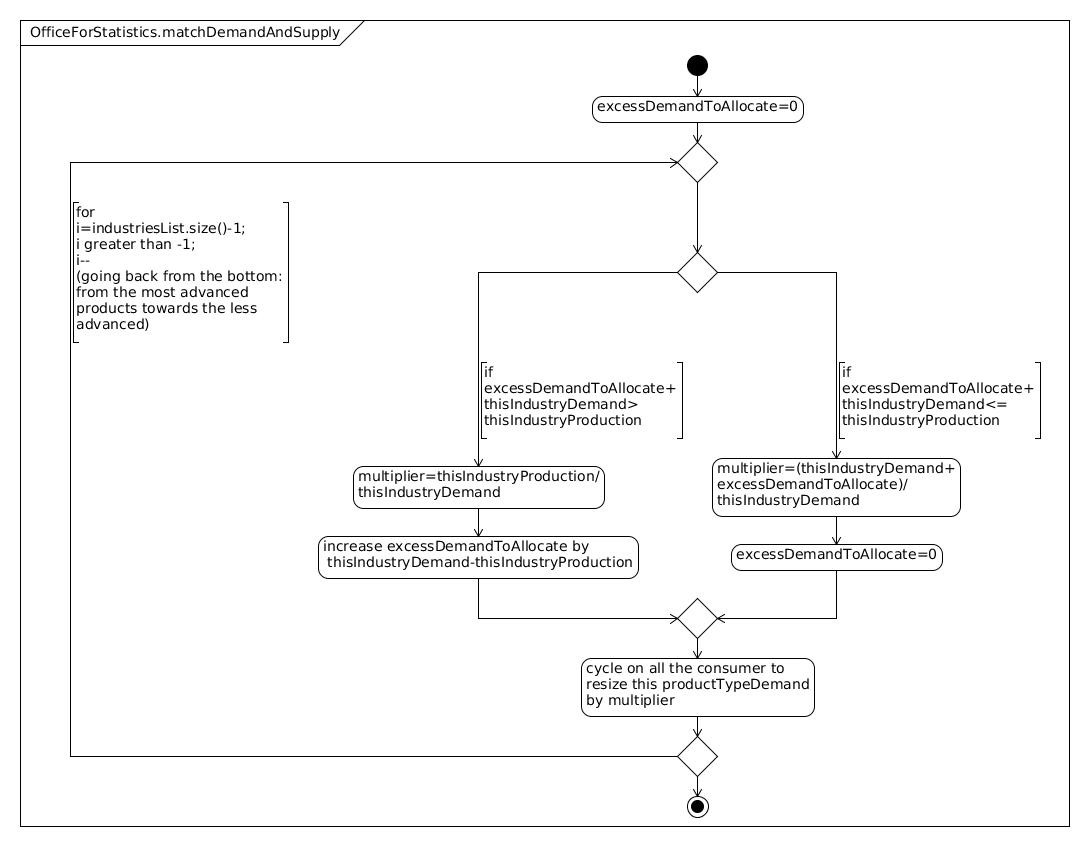 OfficeForStatistics.matchDemandAndSupply
excessDemandToAllocate=0
for
i=industriesList.size()-1;
i greater than -1;
i--
(going back from the bottom:
from the most advanced
products towards the less
advanced)
if
excessDemandToAllocate+
thisIndustryDemand>
thisIndustryProduction
if
excessDemandToAllocate+
thisIndustryDemand<=
thisIndustryProduction
multiplier=thisIndustryProduction/
thisIndustryDemand
multiplier=(thisIndustryDemand+
excessDemandToAllocate)/
thisIndustryDemand
increase excessDemandToAllocate by
thisIndustryDemand-thisIndustryProduction
excessDemandToAllocate=0
cycle on all the consumer to
resize this productTypeDemand
by multiplier